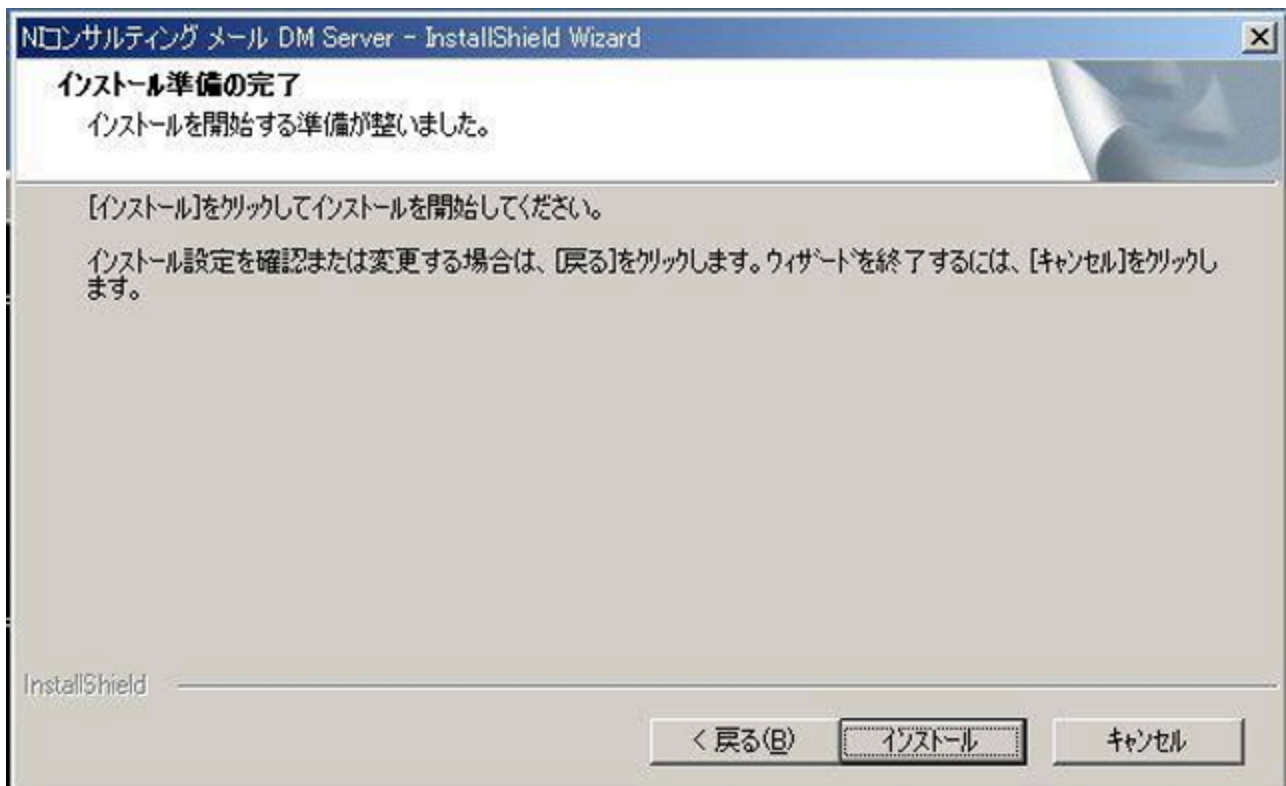 NIコンサルティング メール DM Server - InstallShield Wizard
インストール準備の完了
インストールを開始する準備が整いました。
[インストール]をクリックしてインストールを開始してください。
インストール設定を確認または変更する場合は、[戻る]をクリックします。ウィザードを終了するには、[キャンセル]をクリックし
ます。
InstallShield
< 戻る(B) インストール キャンセル